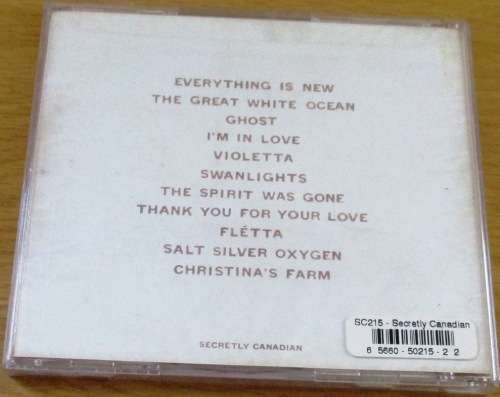 EVERYTHING IS NEW
THE GREAT WHITE OCEAN
GHOST
I'M IN LOVE
VIOLETTA
SWANLIGHTS
THE SPIRIT WAS GONE
THANK YOU FOR YOUR LOVE
FLÉTTA
SALT SILVER OXYGEN
CHRISTINA'S FARM
SECRETLY CANADIAN
SC215 - Secretly Canadian
6 5660 - 50215 - 2 2